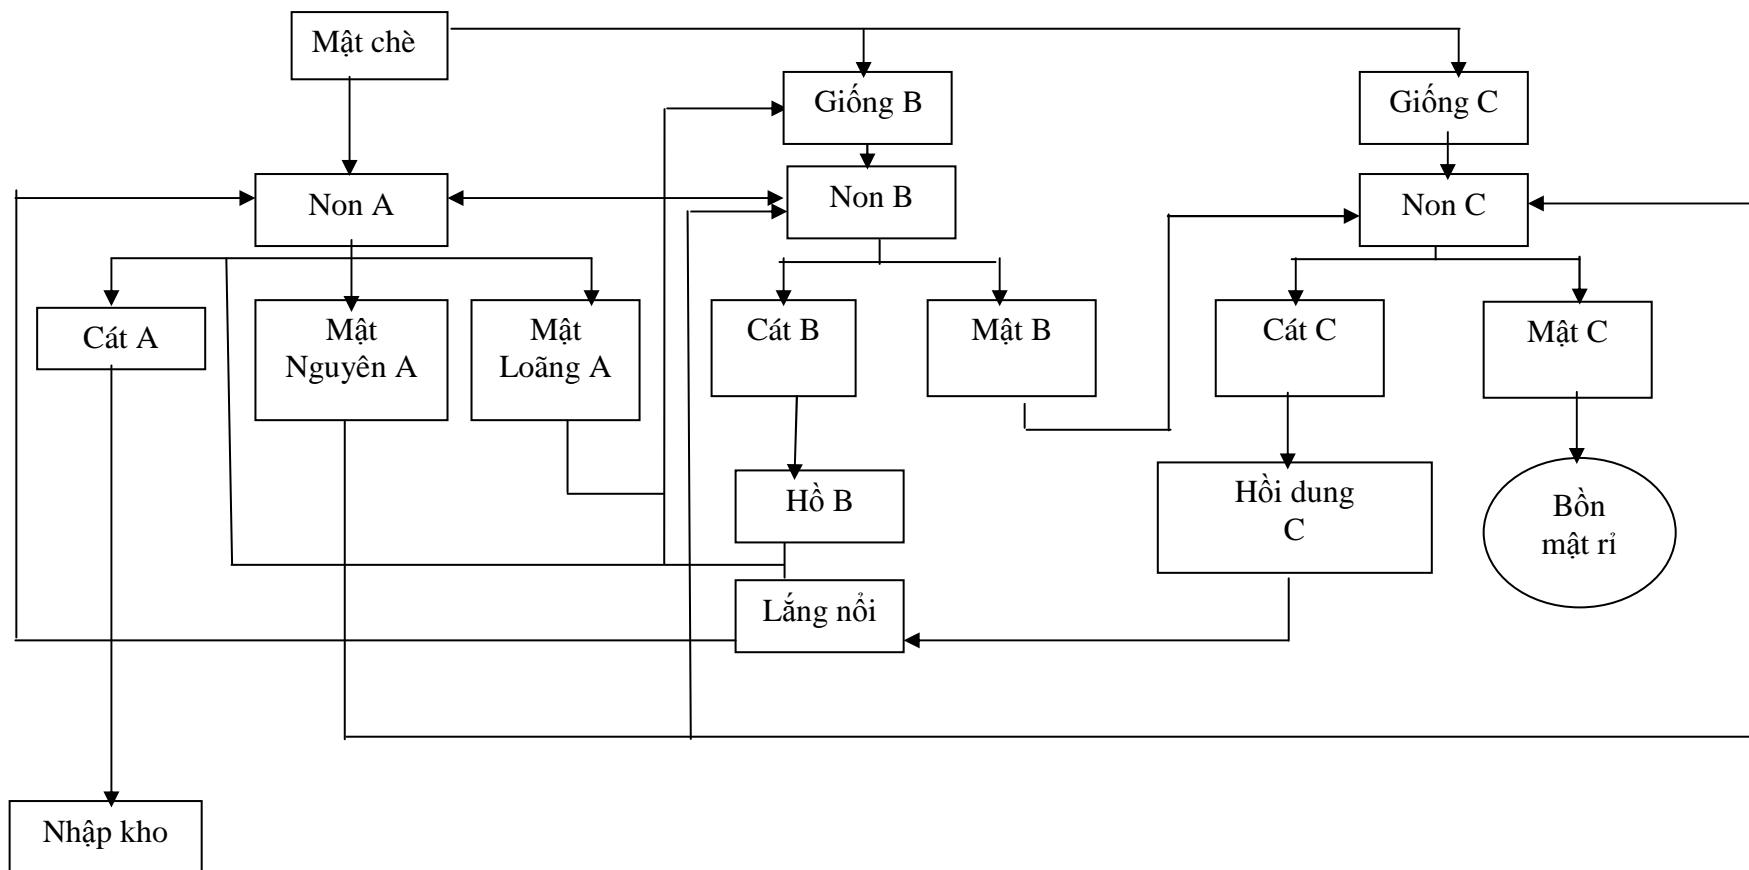 Mật chè
Giống B
Giống C
Non A
Non B
Non C
Cát A
Mật
Nguyên A
Mật
Loãng A
Cát B
Mật B
Cát C
Mật C
Hồ B
Hồi dung
C
Bồn
mật rỉ
Lắng nổi
Nhập kho